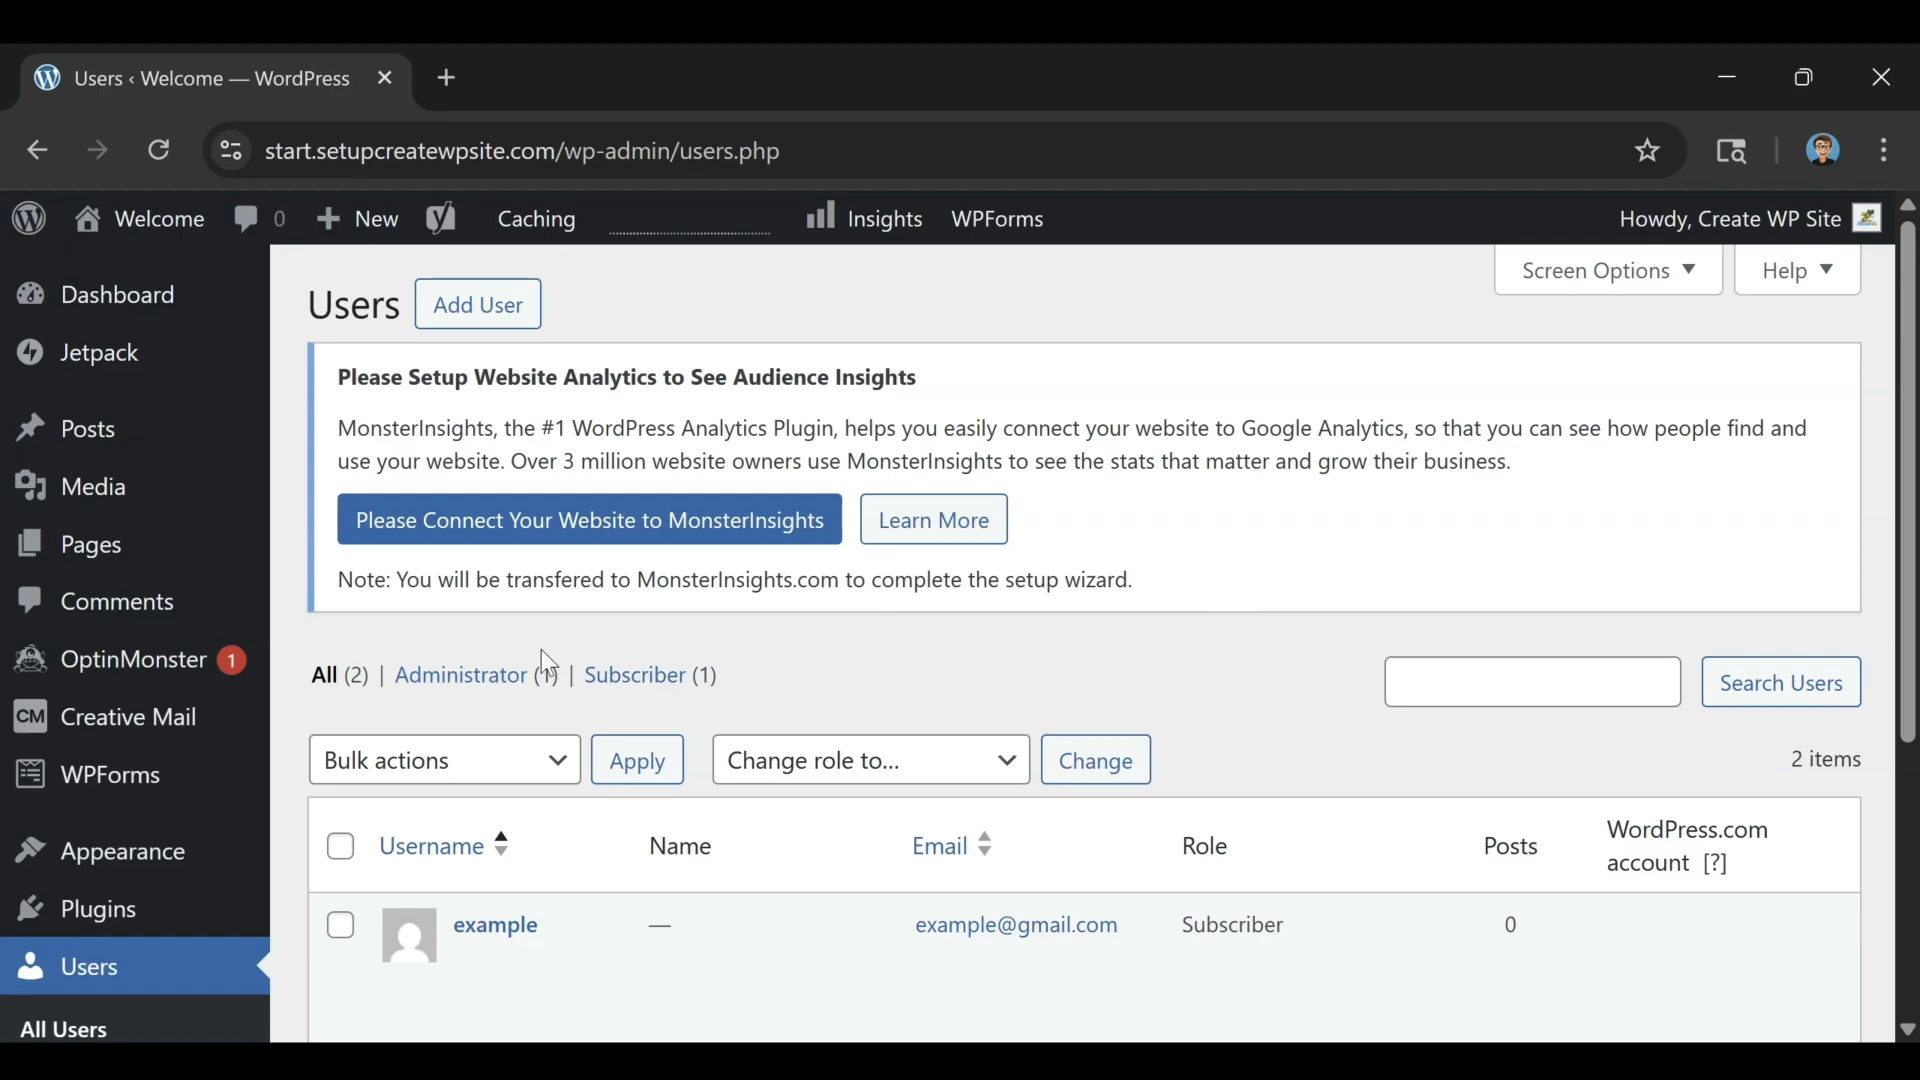 Users ‹ Welcome — WordPress
start.setupcreatewpsite.com/wp-admin/users.php
Welcome 0 New Caching Insights WPForms Howdy, Create WP Site
Dashboard
Jetpack
Posts
Media
Pages
Comments
OptinMonster 1
CM Creative Mail
WPForms
Appearance
Plugins
Users
All Users
Screen Options Help
Users Add User
Please Setup Website Analytics to See Audience Insights
MonsterInsights, the #1 WordPress Analytics Plugin, helps you easily connect your website to Google Analytics, so that you can see how people find and
use your website. Over 3 million website owners use MonsterInsights to see the stats that matter and grow their business.
Please Connect Your Website to MonsterInsights Learn More
Note: You will be transfered to MonsterInsights.com to complete the setup wizard.
All (2) | Administrator (1) | Subscriber (1) Search Users
Bulk actions Apply Change role to... Change 2 items
Username Name Email Role Posts WordPress.com
account [?]
example — example@gmail.com Subscriber 0